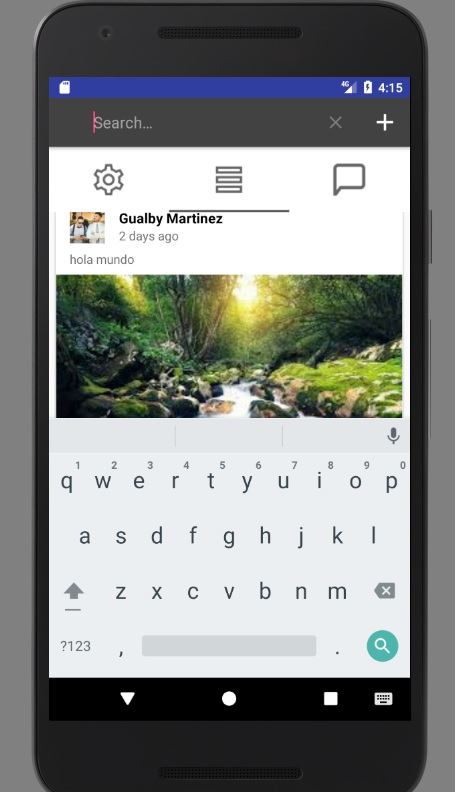 4G 4:15
Search...
Gualby Martinez
2 days ago
hola mundo
1 2 3 4 5 6 7 8 9 0
q w e r t y u i o p
a s d f g h j k l
z x c v b n m
?123 , .